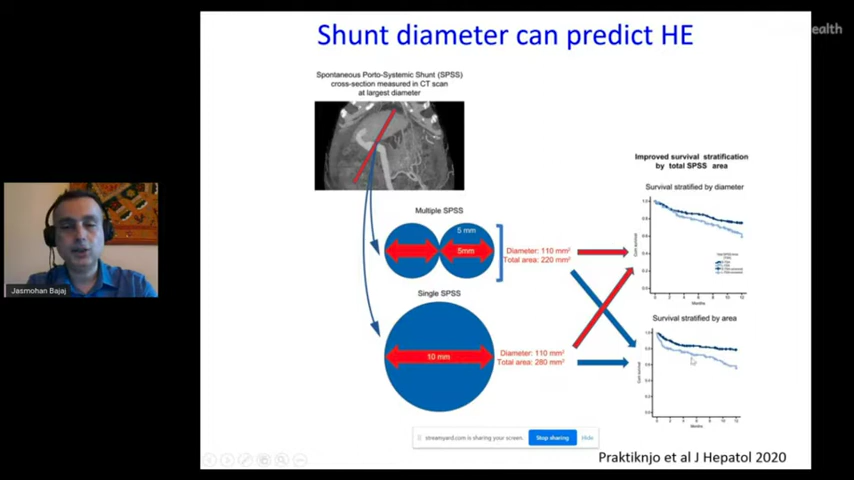 Shunt diameter can predict HE
Spontaneous Porto-Systemic Shunt (SPSS)
cross-section measured in CT scan
at largest diameter
Improved survival stratification
by total SPSS area
Survival stratified by diameter
Multiple SPSS
5 mm
5mm
Diameter: 110 mm²
Total area: 220 mm²
Months
Single SPSS
Survival stratified by area
10 mm
Diameter: 110 mm²
Total area: 280 mm²
Months
Jasmohan Bajaj
streamyard.com is sharing your screen.
Stop sharing
Hide
Praktiknjo et al J Hepatol 2020